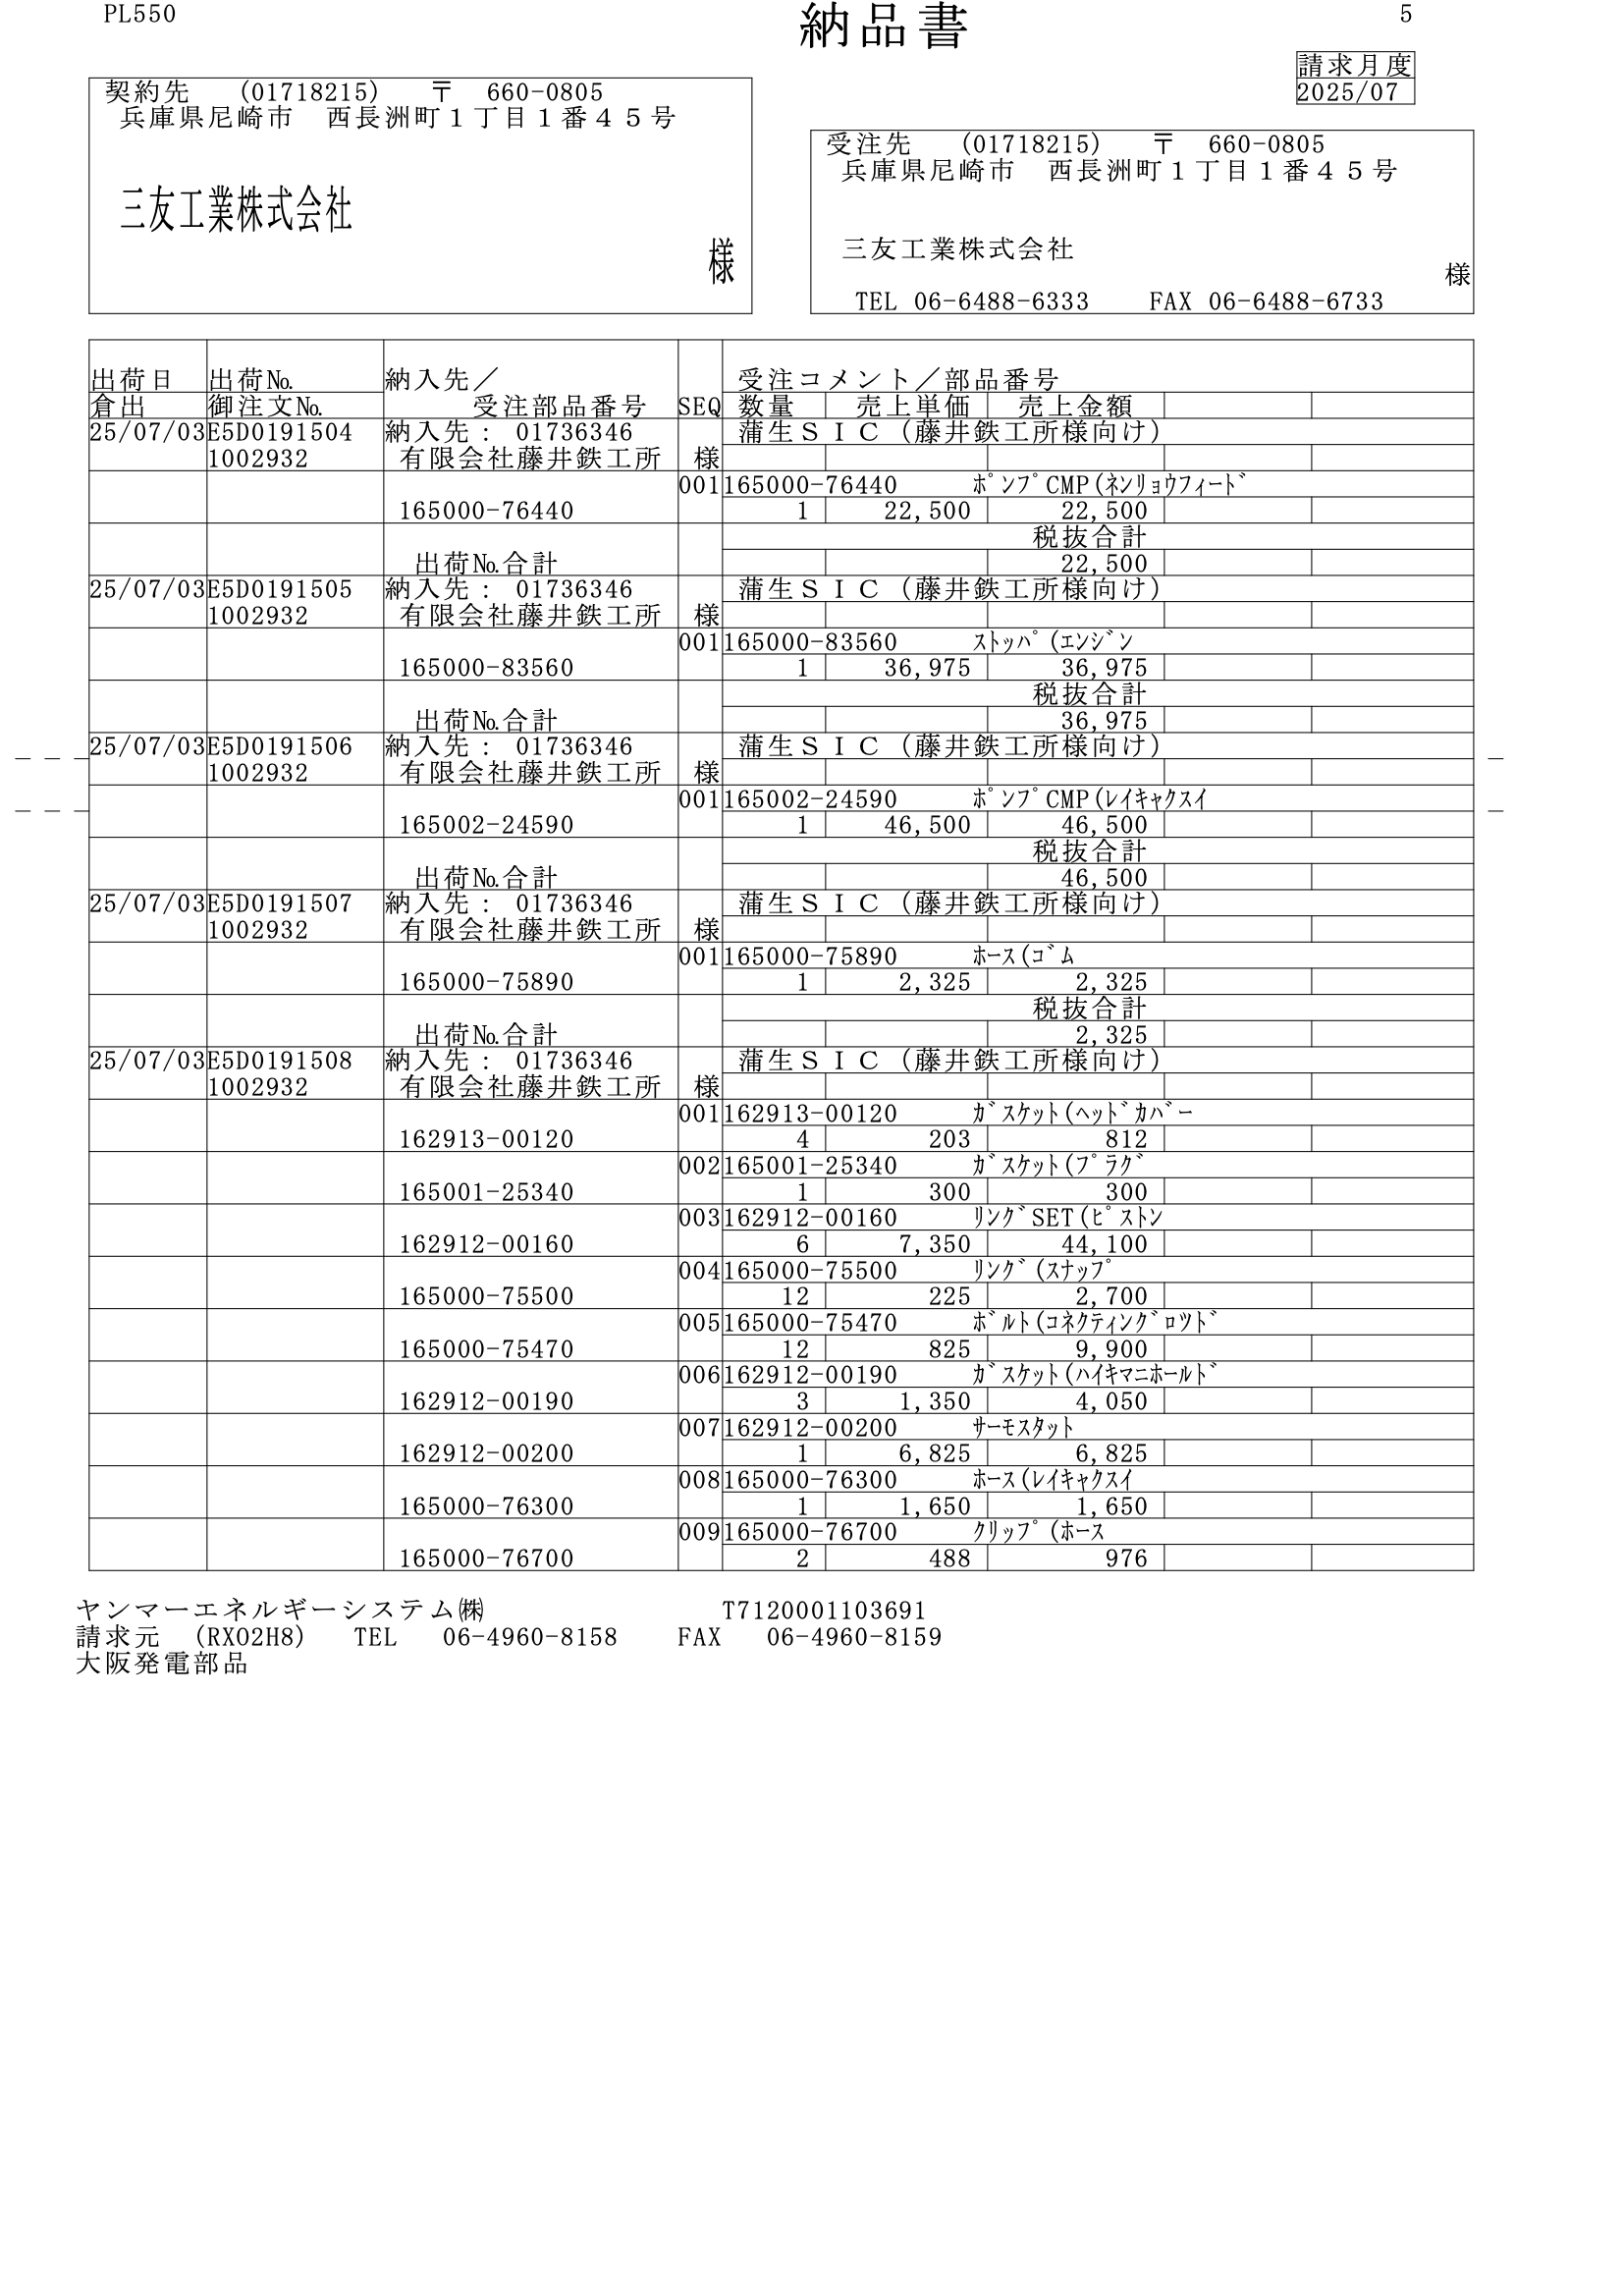 PL550 納品書 5
請求月度
2025/07
契約先 (01718215) 〒 660-0805
兵庫県尼崎市 西長洲町１丁目１番４５号
三友工業株式会社
様
受注先 (01718215) 〒 660-0805
兵庫県尼崎市 西長洲町１丁目１番４５号
三友工業株式会社
様
TEL 06-6488-6333 FAX 06-6488-6733
出荷日 出荷№ 納入先／ 受注コメント／部品番号
倉出 御注文№ 受注部品番号 SEQ 数量 売上単価 売上金額
25/07/03 E5D0191504 納入先： 01736346 蒲生ＳＩＣ（藤井鉄工所様向け）
1002932 有限会社藤井鉄工所 様
001 165000-76440 ﾎﾟﾝﾌﾟCMP(ﾈﾝﾘｮｳﾌｨｰﾄﾞ
165000-76440 1 22,500 22,500
税抜合計
出荷№合計 22,500
25/07/03 E5D0191505 納入先： 01736346 蒲生ＳＩＣ（藤井鉄工所様向け）
1002932 有限会社藤井鉄工所 様
001 165000-83560 ｽﾄｯﾊﾟ(ｴﾝｼﾞﾝ
165000-83560 1 36,975 36,975
税抜合計
出荷№合計 36,975
25/07/03 E5D0191506 納入先： 01736346 蒲生ＳＩＣ（藤井鉄工所様向け）
1002932 有限会社藤井鉄工所 様
001 165002-24590 ﾎﾟﾝﾌﾟCMP(ﾚｲｷｬｸｽｲ
165002-24590 1 46,500 46,500
税抜合計
出荷№合計 46,500
25/07/03 E5D0191507 納入先： 01736346 蒲生ＳＩＣ（藤井鉄工所様向け）
1002932 有限会社藤井鉄工所 様
001 165000-75890 ﾎｰｽ(ｺﾞﾑ
165000-75890 1 2,325 2,325
税抜合計
出荷№合計 2,325
25/07/03 E5D0191508 納入先： 01736346 蒲生ＳＩＣ（藤井鉄工所様向け）
1002932 有限会社藤井鉄工所 様
001 162913-00120 ｶﾞｽｹｯﾄ(ﾍｯﾄﾞｶﾊﾞｰ
162913-00120 4 203 812
002 165001-25340 ｶﾞｽｹｯﾄ(ﾌﾟﾗｸﾞ
165001-25340 1 300 300
003 162912-00160 ﾘﾝｸﾞSET(ﾋﾟｽﾄﾝ
162912-00160 6 7,350 44,100
004 165000-75500 ﾘﾝｸﾞ(ｽﾅｯﾌﾟ
165000-75500 12 225 2,700
005 165000-75470 ﾎﾞﾙﾄ(ｺﾈｸﾃｨﾝｸﾞﾛﾂﾄﾞ
165000-75470 12 825 9,900
006 162912-00190 ｶﾞｽｹｯﾄ(ﾊｲｷﾏﾆﾎｰﾙﾄﾞ
162912-00190 3 1,350 4,050
007 162912-00200 ｻｰﾓｽﾀｯﾄ
162912-00200 1 6,825 6,825
008 165000-76300 ﾎｰｽ(ﾚｲｷｬｸｽｲ
165000-76300 1 1,650 1,650
009 165000-76700 ｸﾘｯﾌﾟ(ﾎｰｽ
165000-76700 2 488 976
ヤンマーエネルギーシステム㈱ T7120001103691
請求元 (RX02H8) TEL 06-4960-8158 FAX 06-4960-8159
大阪発電部品